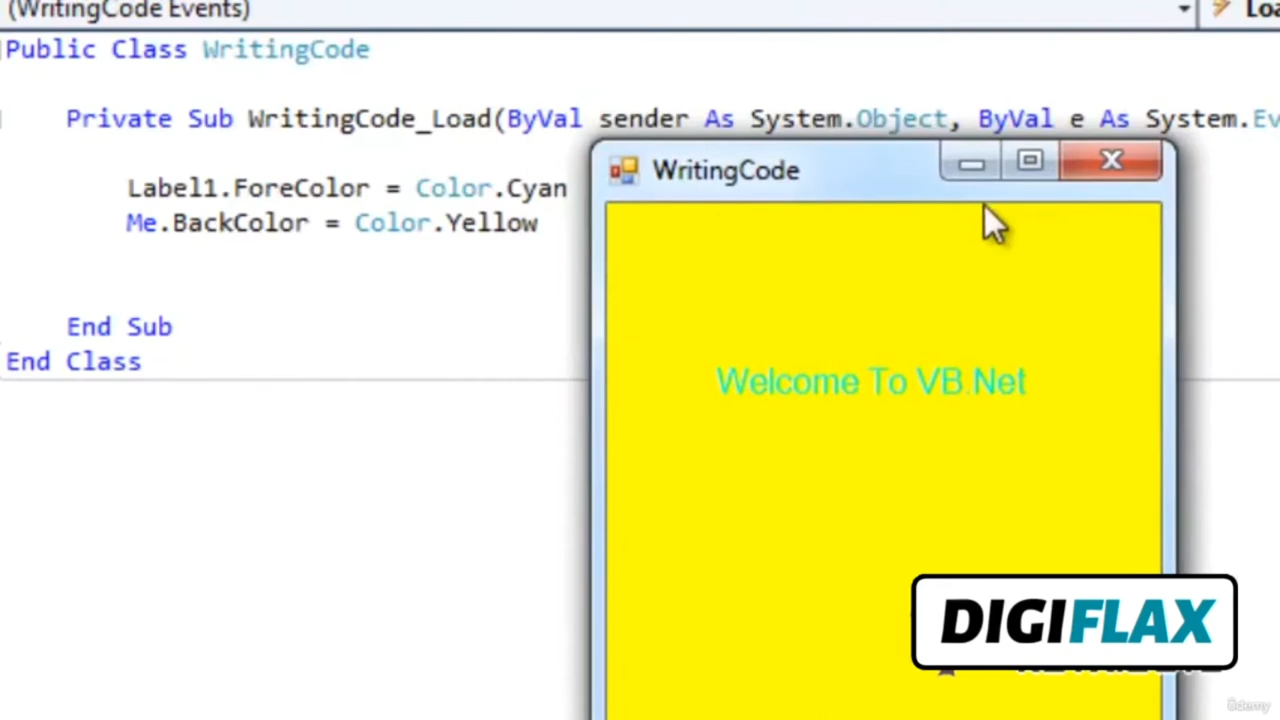 (WritingCode Events)
Public Class WritingCode
Private Sub WritingCode_Load(ByVal sender As System.Object, ByVal e As System.Ev
Label1.ForeColor = Color.Cyan
Me.BackColor = Color.Yellow
End Sub
End Class
WritingCode
Welcome To VB.Net
DIGIFLAX
Udemy